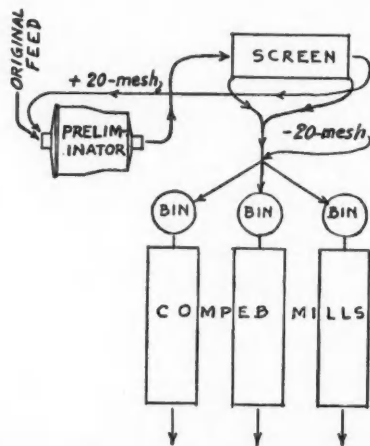 ORIGINAL
FEED
+ 20-mesh
SCREEN
PRELIM-
INATOR
-20-mesh
BIN BIN BIN
COMPEB MILLS